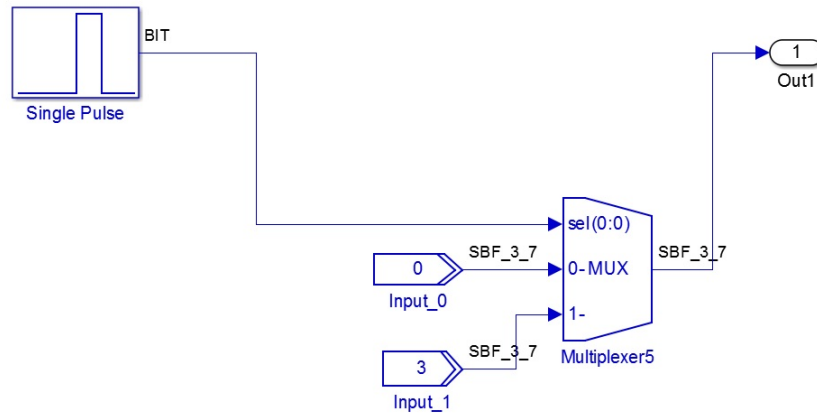 BIT
1
Out1
Single Pulse
sel(0:0)
SBF_3_7
SBF_3_7
0
0-MUX
Input_0
1-
SBF_3_7
Multiplexer5
3
Input_1